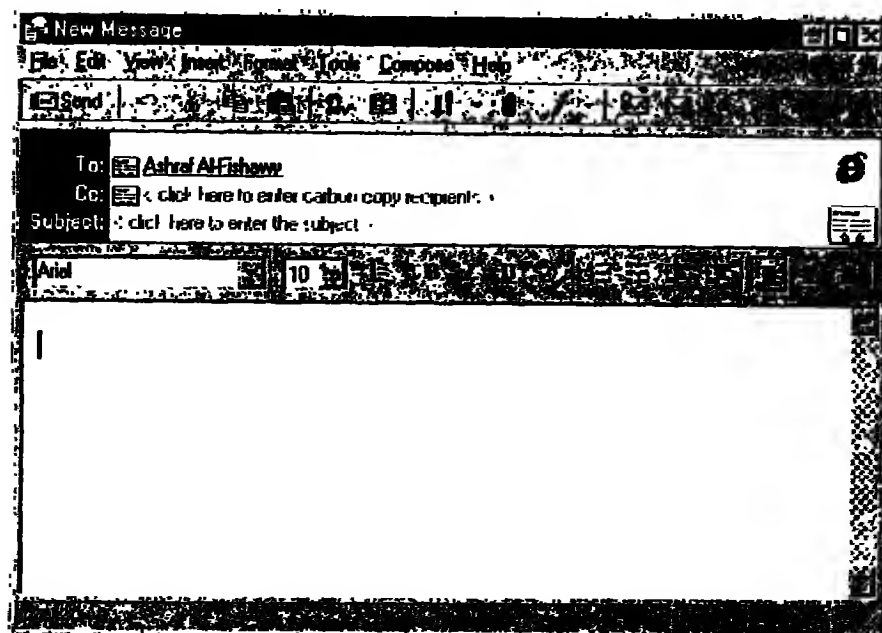 New Message
File Edit View Insert Format Tools Compose Help
Send
To: Ashraf Al-Fishawy
Cc: < click here to enter carbon copy recipients >
Subject: < click here to enter the subject >
Arial 10 B I U